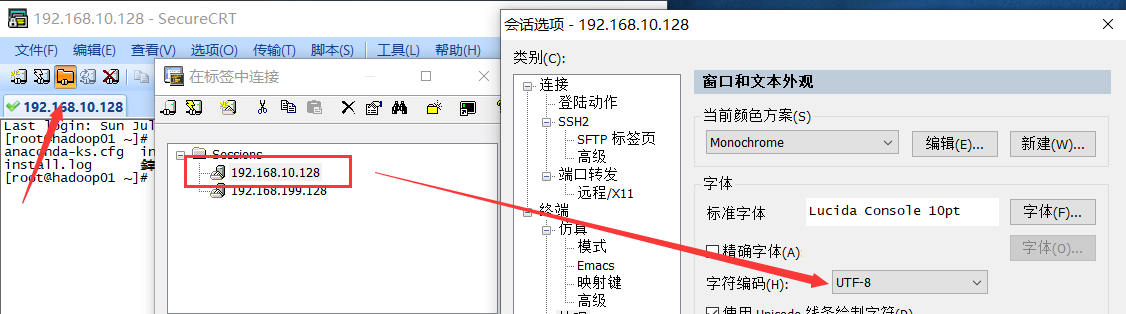 192.168.10.128 - SecureCRT
文件(F) 编辑(E) 查看(V) 选项(O) 传输(T) 脚本(S) 工具(L) 帮助(H)
192.168.10.128
Last login: Sun Jul
[root@hadoop01 ~]#
anaconda-ks.cfg in
install.log
[root@hadoop01 ~]#
在标签中连接
Sessions
192.168.10.128
192.168.199.128
会话选项 - 192.168.10.128
类别(C):
连接
登陆动作
SSH2
SFTP 标签页
高级
端口转发
远程/X11
终端
仿真
模式
Emacs
映射键
高级
窗口和文本外观
当前颜色方案(S)
Monochrome
编辑(E)...
新建(W)...
字体
标准字体
Lucida Console 10pt
字体(F)...
精确字体(A)
字体(O)...
字符编码(H):
UTF-8
使用 Unicode 线条绘制字符(D)